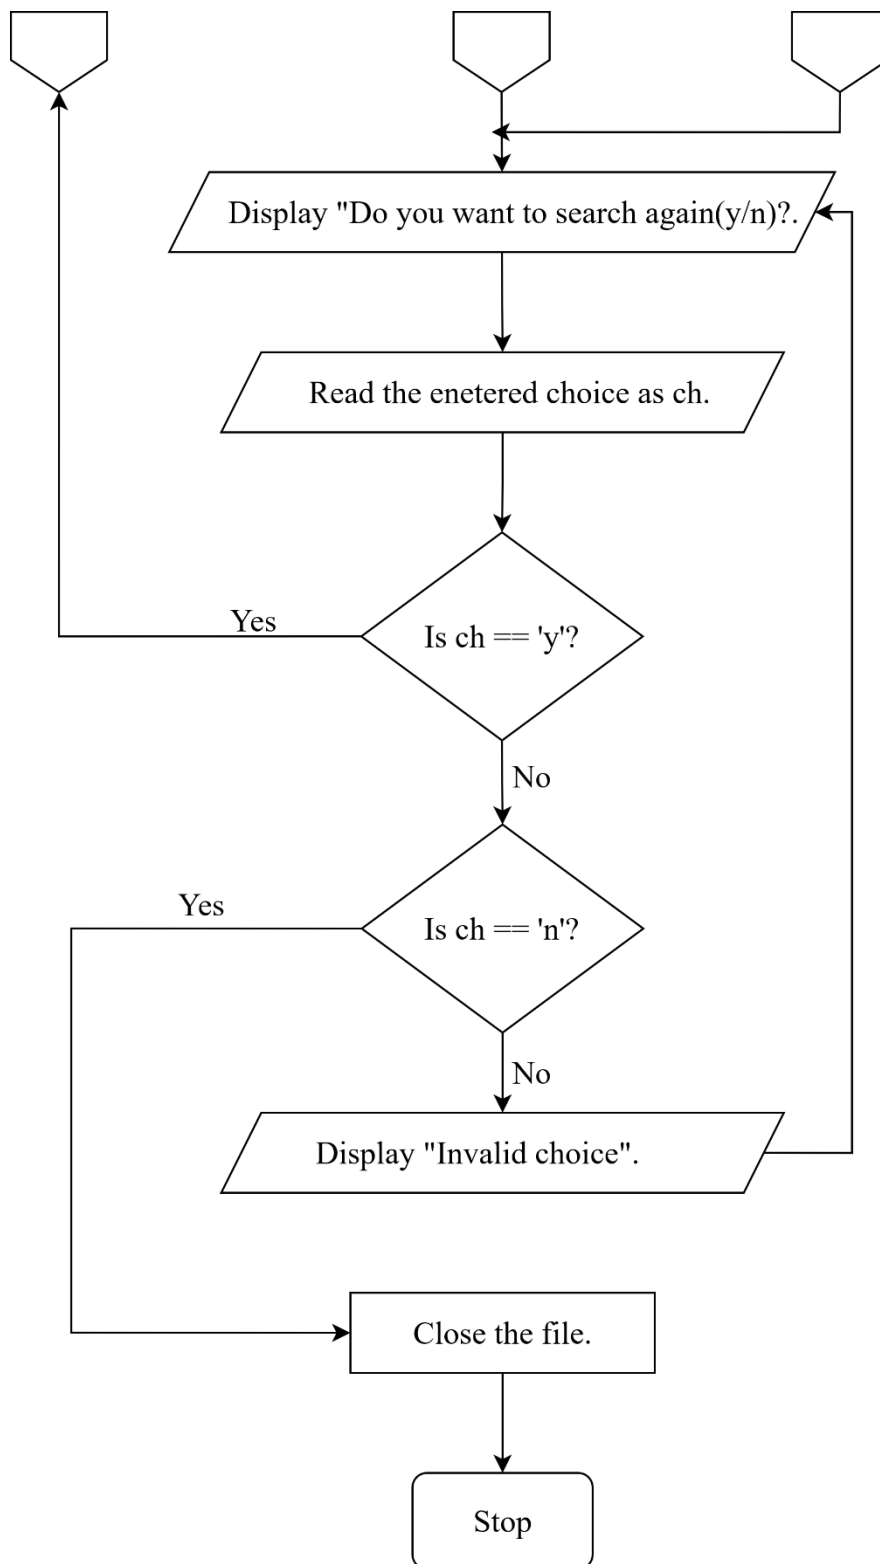 Display "Do you want to search again(y/n)?.
Read the enetered choice as ch.
Yes
Is ch == 'y'?
No
Yes
Is ch == 'n'?
No
Display "Invalid choice".
Close the file.
Stop